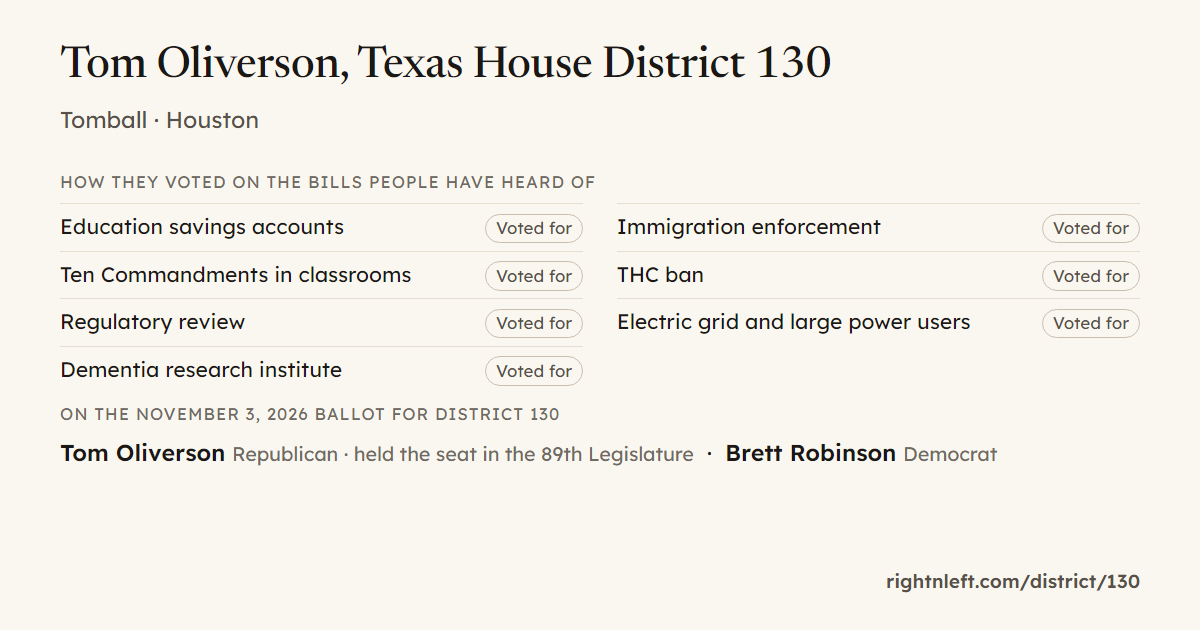 Tom Oliverson, Texas House District 130
Tomball · Houston
HOW THEY VOTED ON THE BILLS PEOPLE HAVE HEARD OF
Education savings accounts Voted for
Immigration enforcement Voted for
Ten Commandments in classrooms Voted for
THC ban Voted for
Regulatory review Voted for
Electric grid and large power users Voted for
Dementia research institute Voted for
ON THE NOVEMBER 3, 2026 BALLOT FOR DISTRICT 130
Tom Oliverson Republican · held the seat in the 89th Legislature · Brett Robinson Democrat
rightnleft.com/district/130